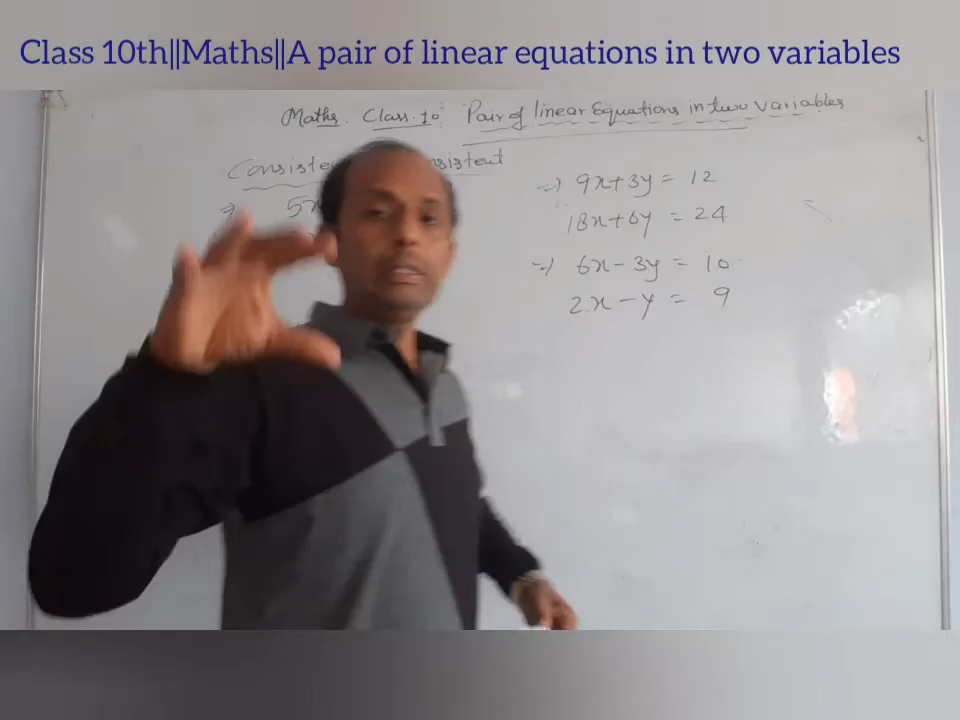 Class 10th||Maths||A pair of linear equations in two variables
Maths. Class.10: Pair of linear Equations in two Variables
=> 9x+3y = 12
18x+6y = 24
=> 6x-3y = 10
2x-y = 9